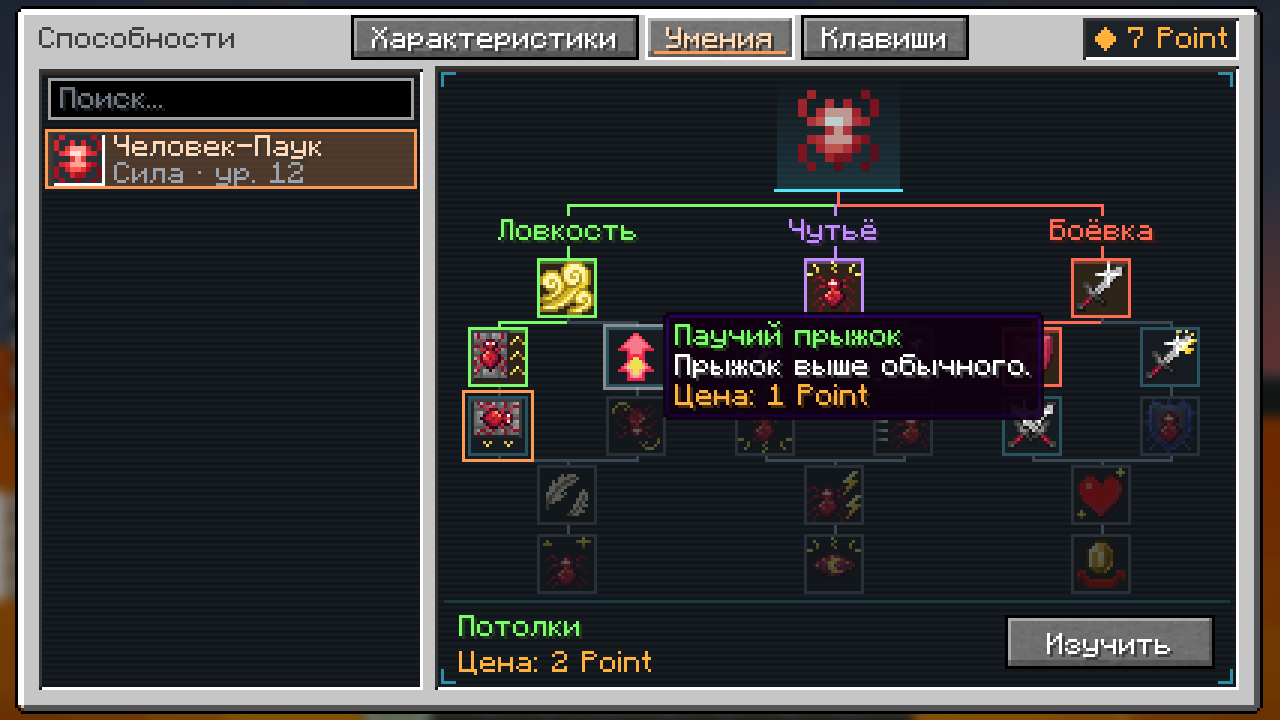 Способности
Характеристики
Умения
Клавиши
7 Point
Поиск...
Человек-Паук
Сила · ур. 12
Ловкость
Чутьё
Боёвка
Паучий прыжок
Прыжок выше обычного.
Цена: 1 Point
Потолки
Цена: 2 Point
Изучить